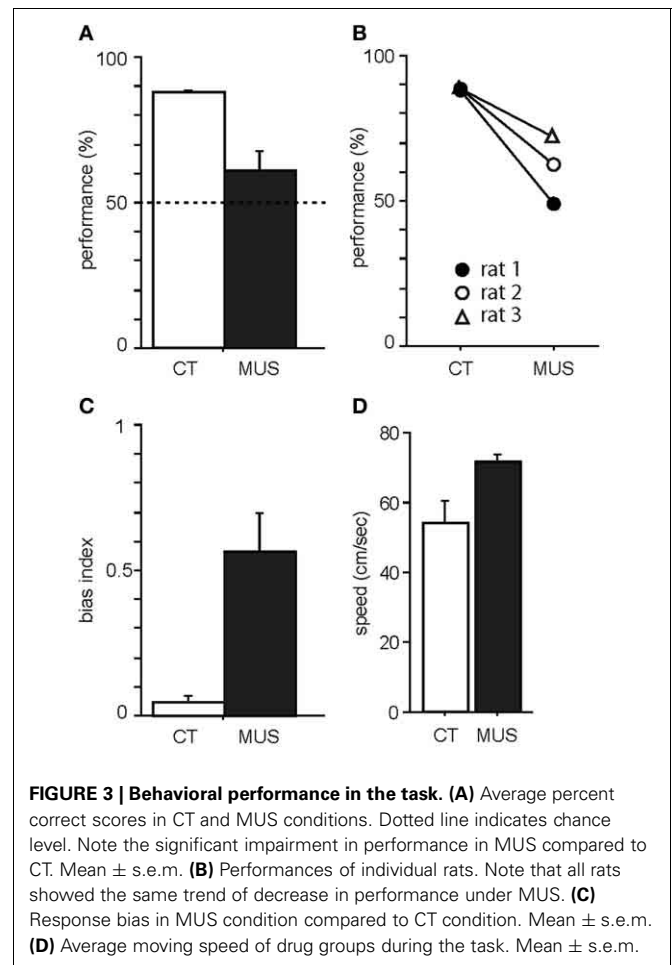 A
100
50
0
performance (%)
CT MUS
B
100
50
0
performance (%)
rat 1
rat 2
rat 3
CT MUS
C
1
0.5
0
bias index
CT MUS
D
80
60
40
20
0
speed (cm/sec)
CT MUS
FIGURE 3 | Behavioral performance in the task. (A) Average percent
correct scores in CT and MUS conditions. Dotted line indicates chance
level. Note the significant impairment in performance in MUS compared to
CT. Mean ± s.e.m. (B) Performances of individual rats. Note that all rats
showed the same trend of decrease in performance under MUS. (C)
Response bias in MUS condition compared to CT condition. Mean ± s.e.m.
(D) Average moving speed of drug groups during the task. Mean ± s.e.m.